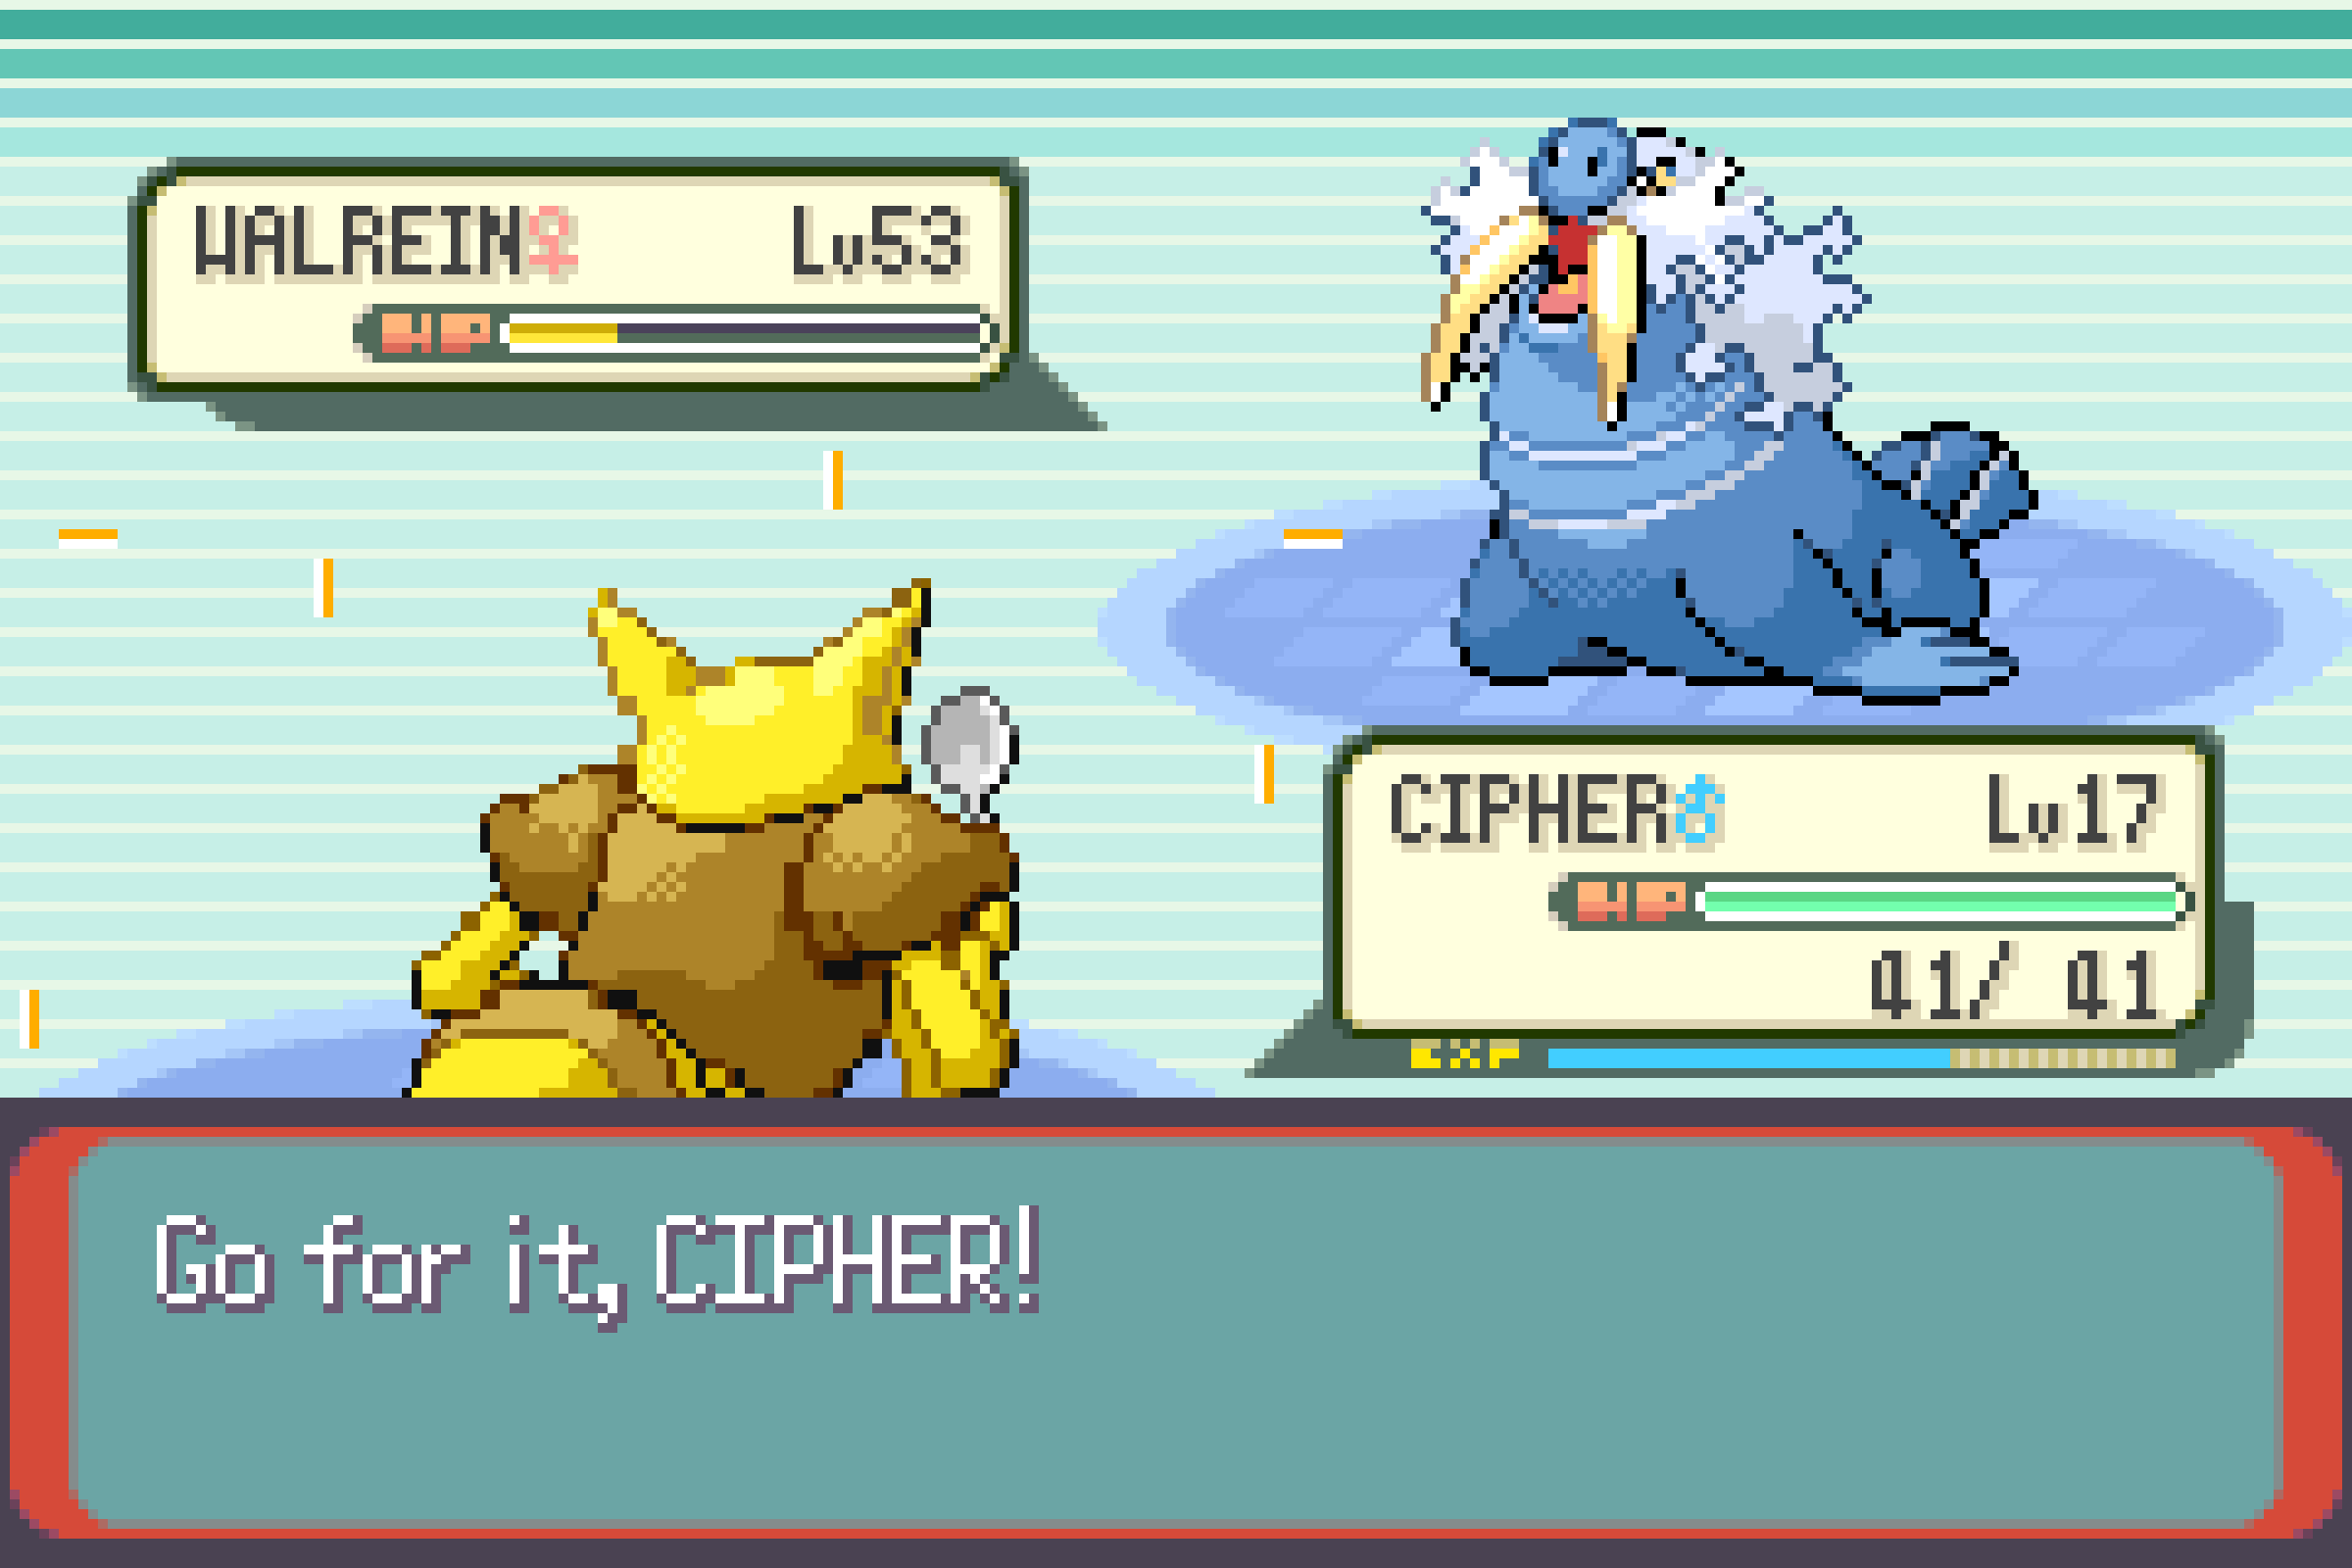 WALREIN♀ Lv53
HP
CIPHER♂ Lv17
HP
41/ 41
EXP
Go for it, CIPHER!